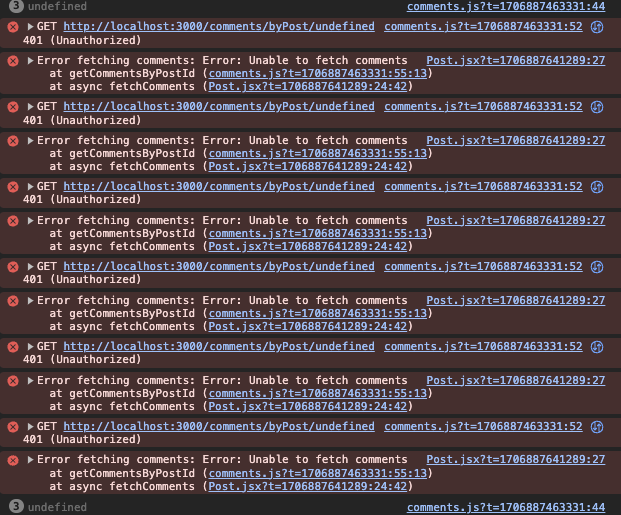 3 undefined comments.js?t=1706887463331:44
GET http://localhost:3000/comments/byPost/undefined comments.js?t=1706887463331:52
401 (Unauthorized)
Error fetching comments: Error: Unable to fetch comments Post.jsx?t=1706887641289:27
at getCommentsByPostId (comments.js?t=1706887463331:55:13)
at async fetchComments (Post.jsx?t=1706887641289:24:42)
GET http://localhost:3000/comments/byPost/undefined comments.js?t=1706887463331:52
401 (Unauthorized)
Error fetching comments: Error: Unable to fetch comments Post.jsx?t=1706887641289:27
at getCommentsByPostId (comments.js?t=1706887463331:55:13)
at async fetchComments (Post.jsx?t=1706887641289:24:42)
GET http://localhost:3000/comments/byPost/undefined comments.js?t=1706887463331:52
401 (Unauthorized)
Error fetching comments: Error: Unable to fetch comments Post.jsx?t=1706887641289:27
at getCommentsByPostId (comments.js?t=1706887463331:55:13)
at async fetchComments (Post.jsx?t=1706887641289:24:42)
GET http://localhost:3000/comments/byPost/undefined comments.js?t=1706887463331:52
401 (Unauthorized)
Error fetching comments: Error: Unable to fetch comments Post.jsx?t=1706887641289:27
at getCommentsByPostId (comments.js?t=1706887463331:55:13)
at async fetchComments (Post.jsx?t=1706887641289:24:42)
GET http://localhost:3000/comments/byPost/undefined comments.js?t=1706887463331:52
401 (Unauthorized)
Error fetching comments: Error: Unable to fetch comments Post.jsx?t=1706887641289:27
at getCommentsByPostId (comments.js?t=1706887463331:55:13)
at async fetchComments (Post.jsx?t=1706887641289:24:42)
GET http://localhost:3000/comments/byPost/undefined comments.js?t=1706887463331:52
401 (Unauthorized)
Error fetching comments: Error: Unable to fetch comments Post.jsx?t=1706887641289:27
at getCommentsByPostId (comments.js?t=1706887463331:55:13)
at async fetchComments (Post.jsx?t=1706887641289:24:42)
3 undefined comments.js?t=1706887463331:44